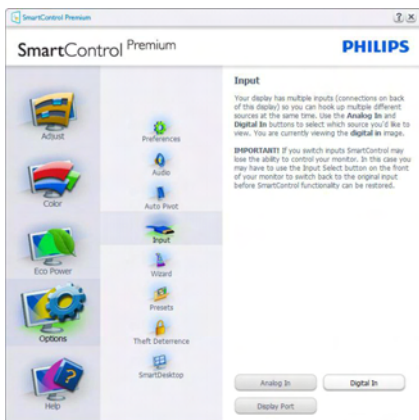 SmartControl Premium
SmartControl Premium
PHILIPS
Adjust
Color
Eco Power
Options
Help
Preferences
Audio
Auto Pivot
Input
Wizard
Presets
Theft Deterrence
SmartDesktop
Input
Your display has multiple inputs (connections on back
of this display) so you can hook up multiple different
sources at the same time. Use the Analog In and
Digital In buttons to select which source you'd like to
view. You are currently viewing the digital in image.
IMPORTANT! If you switch inputs SmartControl may
lose the ability to control your monitor. In this case you
may have to use the Input Select button on the front
of your monitor to switch back to the original input
before SmartControl functionality can be restored.
Analog In
Digital In
Display Port